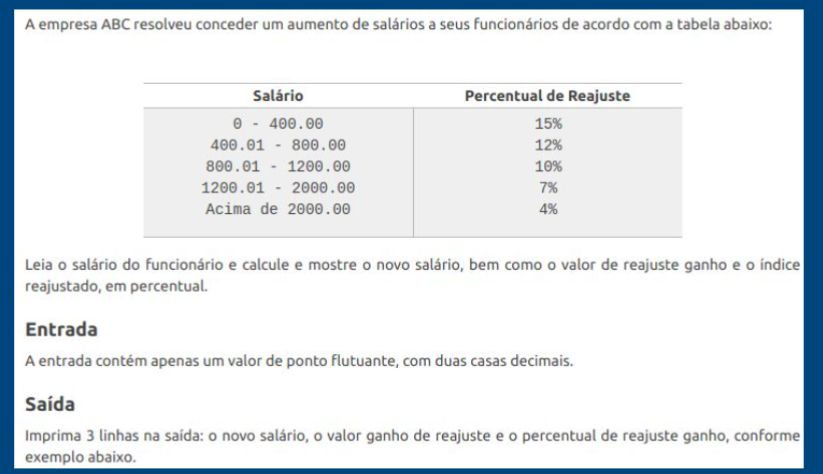 A empresa ABC resolveu conceder um aumento de salários a seus funcionários de acordo com a tabela abaixo:
Salário Percentual de Reajuste
0 - 400.00 15%
400.01 - 800.00 12%
800.01 - 1200.00 10%
1200.01 - 2000.00 7%
Acima de 2000.00 4%
Leia o salário do funcionário e calcule e mostre o novo salário, bem como o valor de reajuste ganho e o índice
reajustado, em percentual.
Entrada
A entrada contém apenas um valor de ponto flutuante, com duas casas decimais.
Saída
Imprima 3 linhas na saída: o novo salário, o valor ganho de reajuste e o percentual de reajuste ganho, conforme
exemplo abaixo.